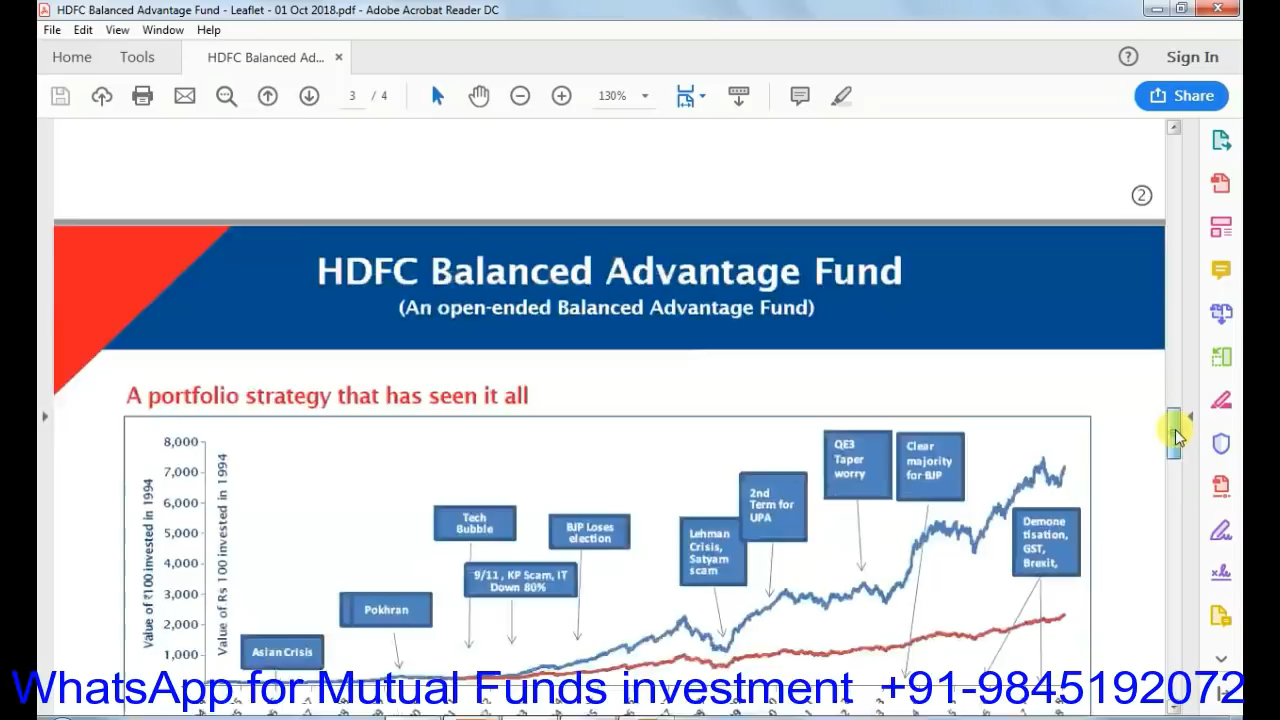 HDFC Balanced Advantage Fund - Leaflet - 01 Oct 2018.pdf - Adobe Acrobat Reader DC
File Edit View Window Help
Home Tools HDFC Balanced Ad... × Sign In
3 / 4 130% Share
2
HDFC Balanced Advantage Fund
(An open-ended Balanced Advantage Fund)
A portfolio strategy that has seen it all
Value of ₹100 invested in 1994
Value of Rs 100 invested in 1994
8,000
7,000
6,000
5,000
4,000
3,000
2,000
1,000
Asian Crisis
Pokhran
Tech
Bubble
9/11 , KP Scam, IT
Down 80%
BJP Loses
election
Lehman
Crisis,
Satyam
scam
2nd
Term for
UPA
QE3
Taper
worry
Clear
majority
for BJP
Demone
tisation,
GST,
Brexit,
WhatsApp for Mutual Funds investment +91-9845192072